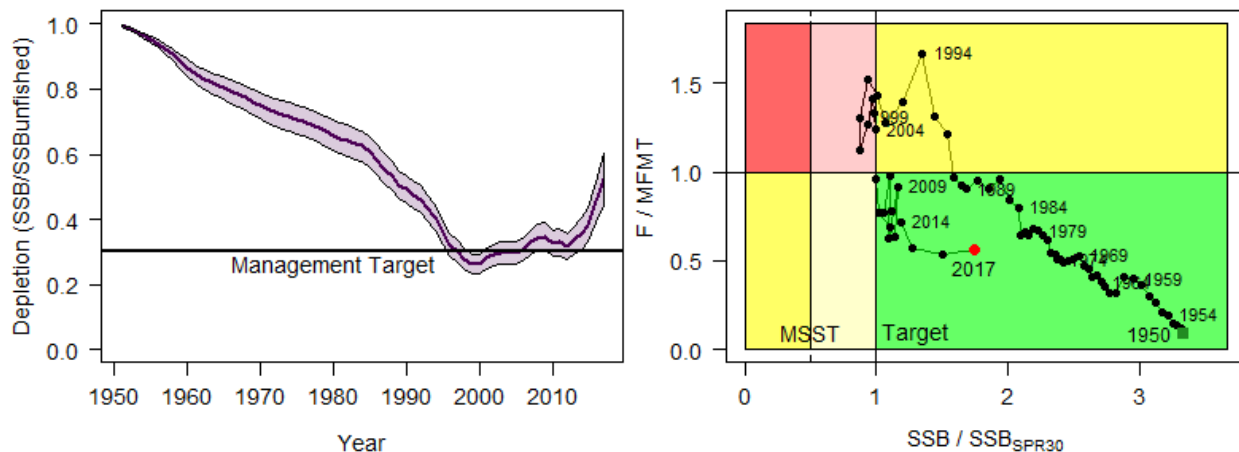 Depletion (SSB/SSBunfished)
1.0
0.8
0.6
0.4
0.2
0.0
Management Target
1950 1960 1970 1980 1990 2000 2010
Year
F / MFMT
1.5
1.0
0.5
0.0
1994
2004
2009
1989
1984
2014
1979
2017
1969
1959
1954
1950
MSST
Target
0 1 2 3
SSB / SSBSPR30